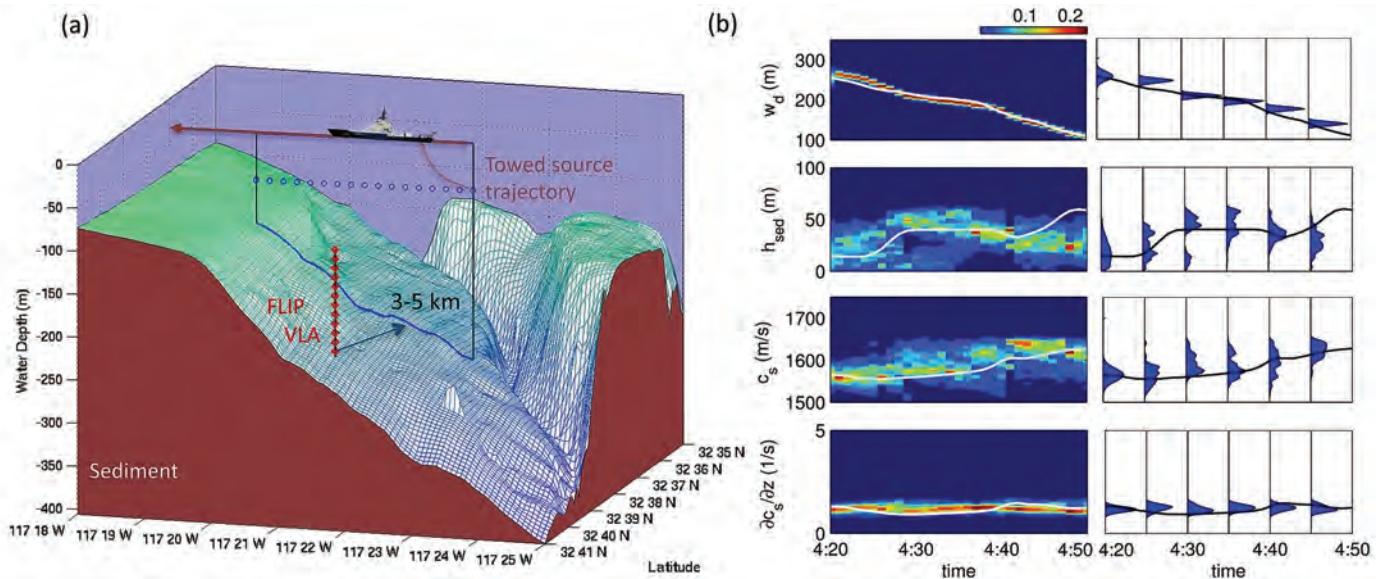 (a)
Towed source
trajectory
3-5 km
FLIP
VLA
Sediment
Water Depth (m)
0
-50
-100
-150
-200
-250
-300
-350
-400
117 18 W
117 19 W
117 20 W
117 21 W
117 22 W
117 23 W
117 24 W
117 25 W
32 41 N
32 40 N
32 39 N
32 38 N
32 37 N
32 36 N
32 35 N
Latitude
(b)
0.1 0.2
w_d (m)
300
200
100
h_sed (m)
100
50
0
c_s (m/s)
1700
1600
1500
∂c_s/∂z (1/s)
5
0
4:20 4:30 4:40 4:50
time
4:20 4:30 4:40 4:50
time